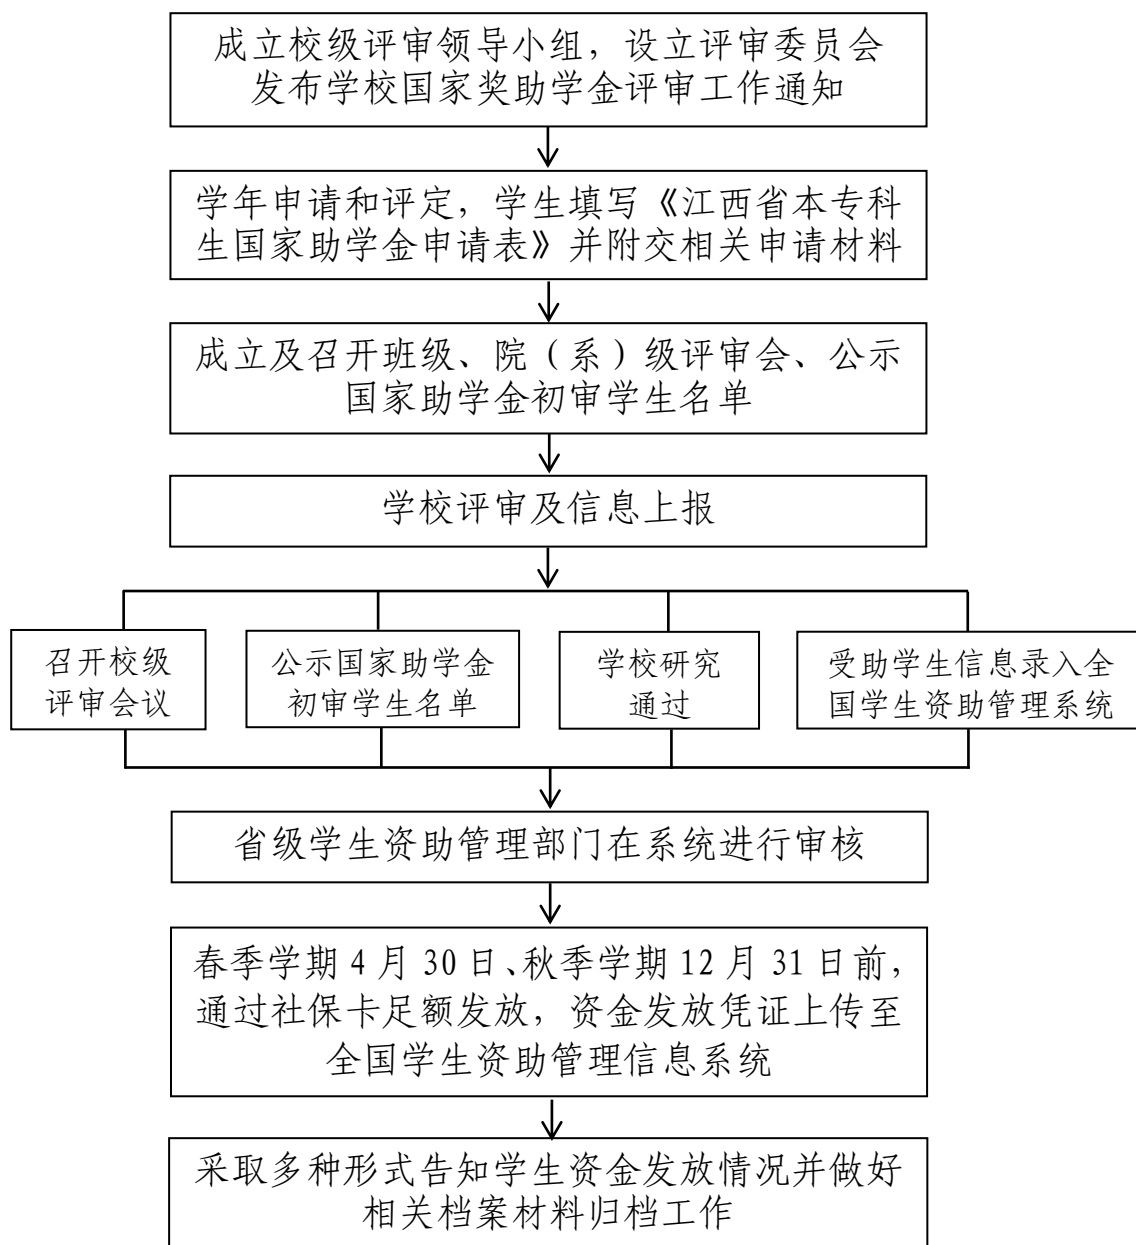 成立校级评审领导小组，设立评审委员会
发布学校国家奖助学金评审工作通知
学年申请和评定，学生填写《江西省本专科
生国家助学金申请表》并附交相关申请材料
成立及召开班级、院（系）级评审会、公示
国家助学金初审学生名单
学校评审及信息上报
召开校级
评审会议
公示国家助学金
初审学生名单
学校研究
通过
受助学生信息录入全
国学生资助管理系统
省级学生资助管理部门在系统进行审核
春季学期 4 月 30 日、秋季学期 12 月 31 日前，
通过社保卡足额发放，资金发放凭证上传至
全国学生资助管理信息系统
采取多种形式告知学生资金发放情况并做好
相关档案材料归档工作